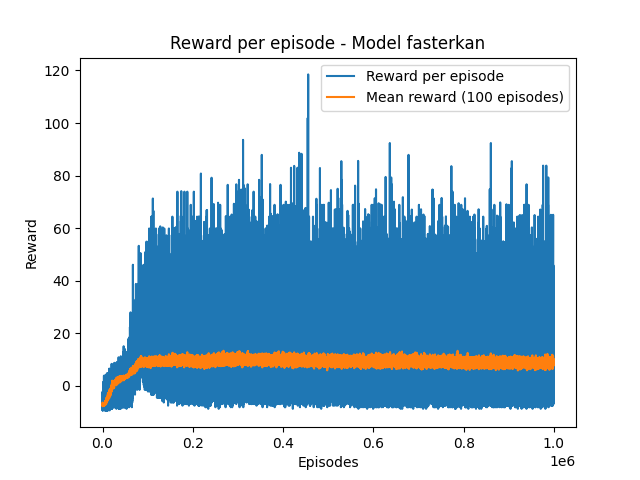 Reward per episode - Model fasterkan
Reward per episode
Mean reward (100 episodes)
120
100
80
60
40
20
0
Reward
0.0 0.2 0.4 0.6 0.8 1.0
1e6
Episodes